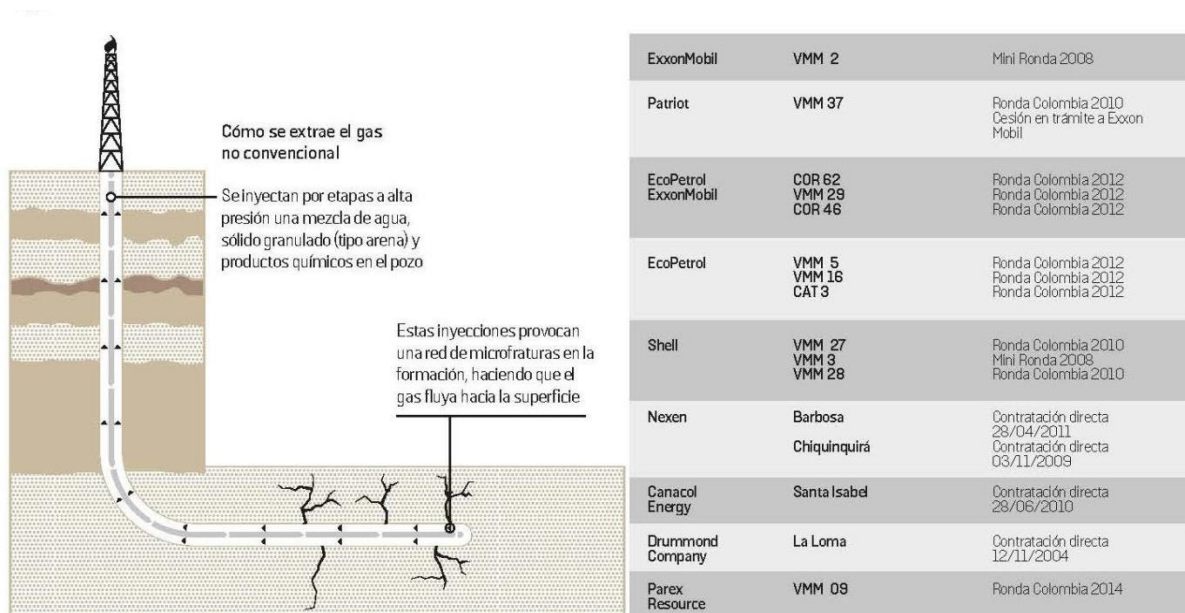 Cómo se extrae el gas
no convencional
Se inyectan por etapas a alta
presión una mezcla de agua,
sólido granulado (tipo arena) y
productos químicos en el pozo
Estas inyecciones provocan
una red de microfraturas en la
formación, haciendo que el
gas fluya hacia la superficie
ExxonMobil VMM 2 Mini Ronda 2008
Patriot VMM 37 Ronda Colombia 2010
Cesión en trámite a Exxon
Mobil
EcoPetrol COR 62 Ronda Colombia 2012
ExxonMobil VMM 29 Ronda Colombia 2012
COR 46 Ronda Colombia 2012
EcoPetrol VMM 5 Ronda Colombia 2012
VMM 16 Ronda Colombia 2012
CAT 3 Ronda Colombia 2012
Shell VMM 27 Ronda Colombia 2010
VMM 3 Mini Ronda 2008
VMM 28 Ronda Colombia 2010
Nexen Barbosa Contratación directa
28/04/2011
Chiquinquirá Contratación directa
03/11/2009
Canacol Santa Isabel Contratación directa
Energy 28/06/2010
Drummond La Loma Contratación directa
Company 12/11/2004
Parex VMM 09 Ronda Colombia 2014
Resource